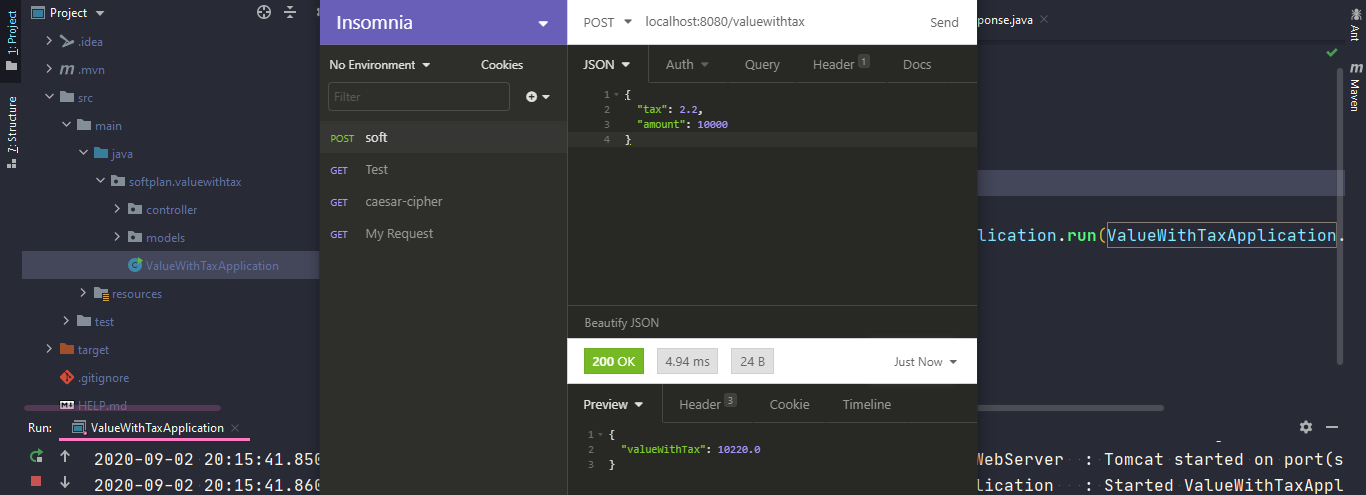 1: Project
7: Structure
Project
.idea
.mvn
src
main
java
softplan.valuewithtax
controller
models
ValueWithTaxApplication
resources
test
target
.gitignore
HELP.md
Insomnia
No Environment
Cookies
Filter
POST soft
GET Test
GET caesar-cipher
GET My Request
POST localhost:8080/valuewithtax Send
JSON Auth Query Header 1 Docs
1 {
2 "tax": 2.2,
3 "amount": 10000
4 }
Beautify JSON
200 OK 4.94 ms 24 B Just Now
Preview Header 3 Cookie Timeline
1 {
2 "valueWithTax": 10220.0
3 }
ponse.java
lication.run(ValueWithTaxApplication.
Ant
Maven
Run: ValueWithTaxApplication
2020-09-02 20:15:41.850
WebServer : Tomcat started on port(s
2020-09-02 20:15:41.860
lication : Started ValueWithTaxAppl